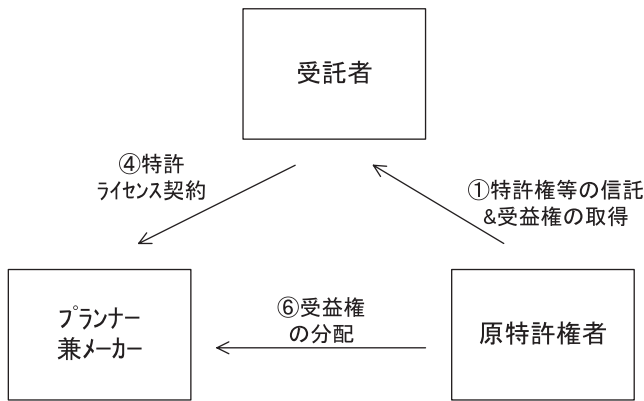 受託者
④特許
ライセンス契約
①特許権等の信託
&受益権の取得
プランナー
兼メーカー
⑥受益権
の分配
原特許権者